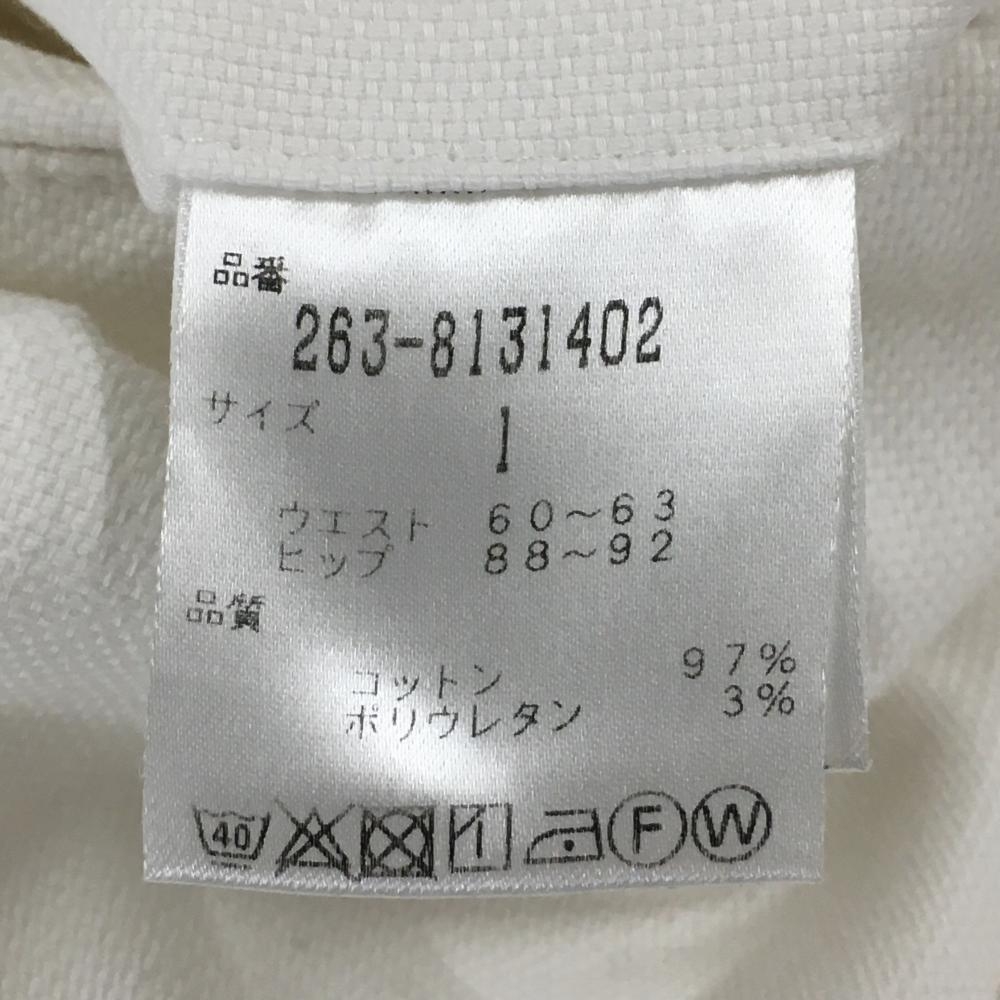 品番
263-8131402
サイズ
1
ウエスト 60～63
ヒップ 88～92
品質
コットン 97%
ポリウレタン 3%
40 F W